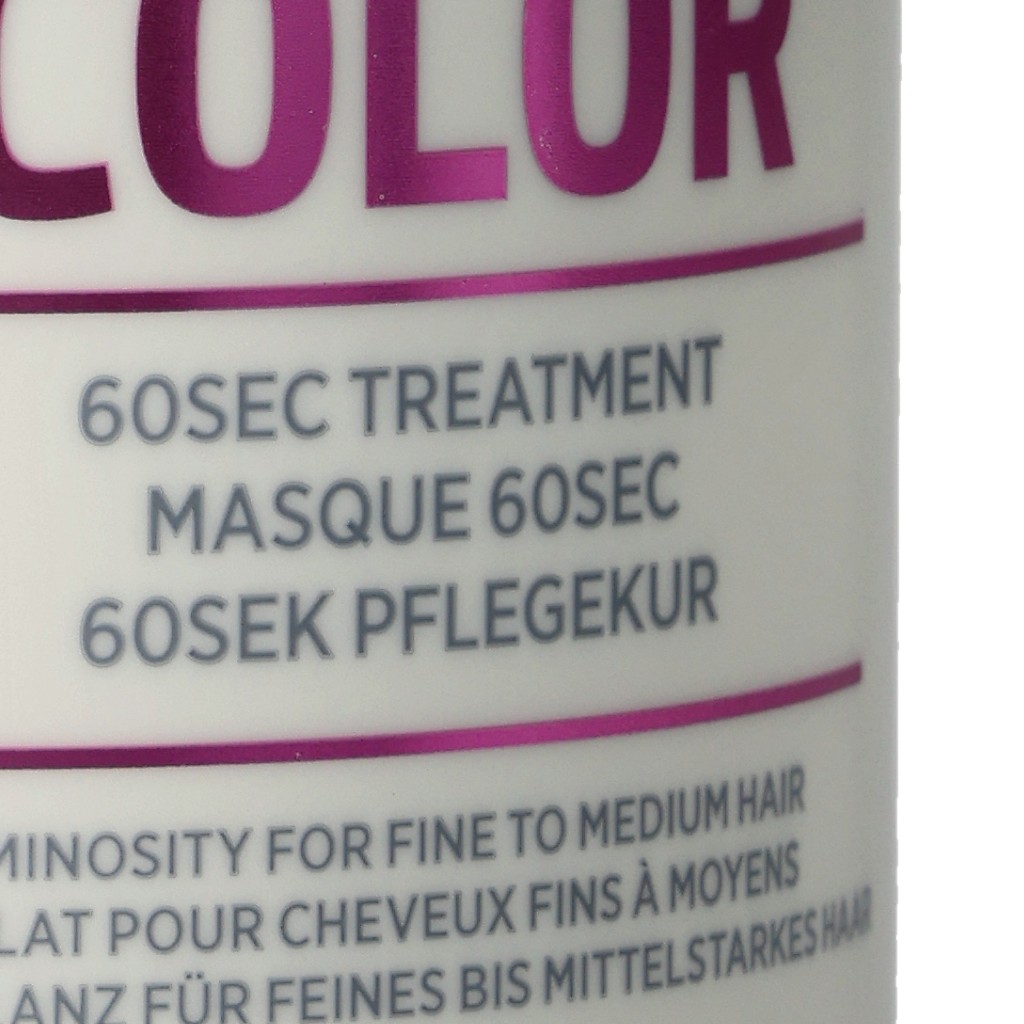 COLOR
60SEC TREATMENT
MASQUE 60SEC
60SEK PFLEGEKUR
MINOSITY FOR FINE TO MEDIUM HAIR
LAT POUR CHEVEUX FINS À MOYENS
LANZ FÜR FEINES BIS MITTELSTARKES HAAR